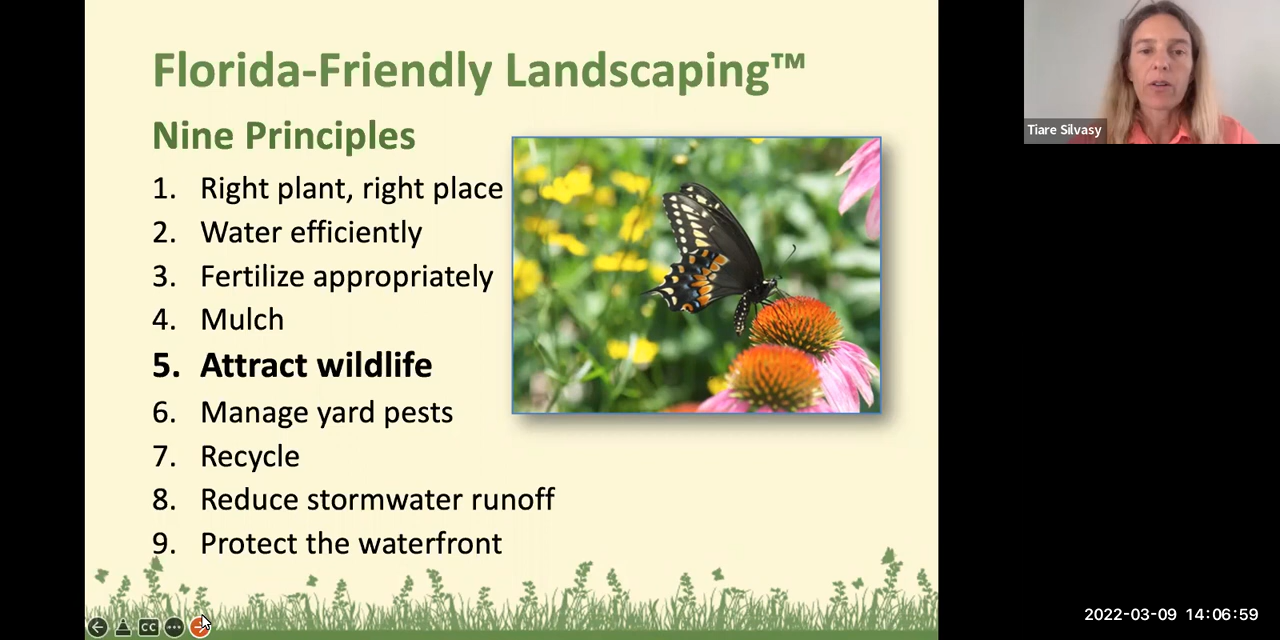 Florida-Friendly Landscaping™
Nine Principles
1. Right plant, right place
2. Water efficiently
3. Fertilize appropriately
4. Mulch
5. Attract wildlife
6. Manage yard pests
7. Recycle
8. Reduce stormwater runoff
9. Protect the waterfront
CC
Tiare Silvasy
2022-03-09 14:06:59